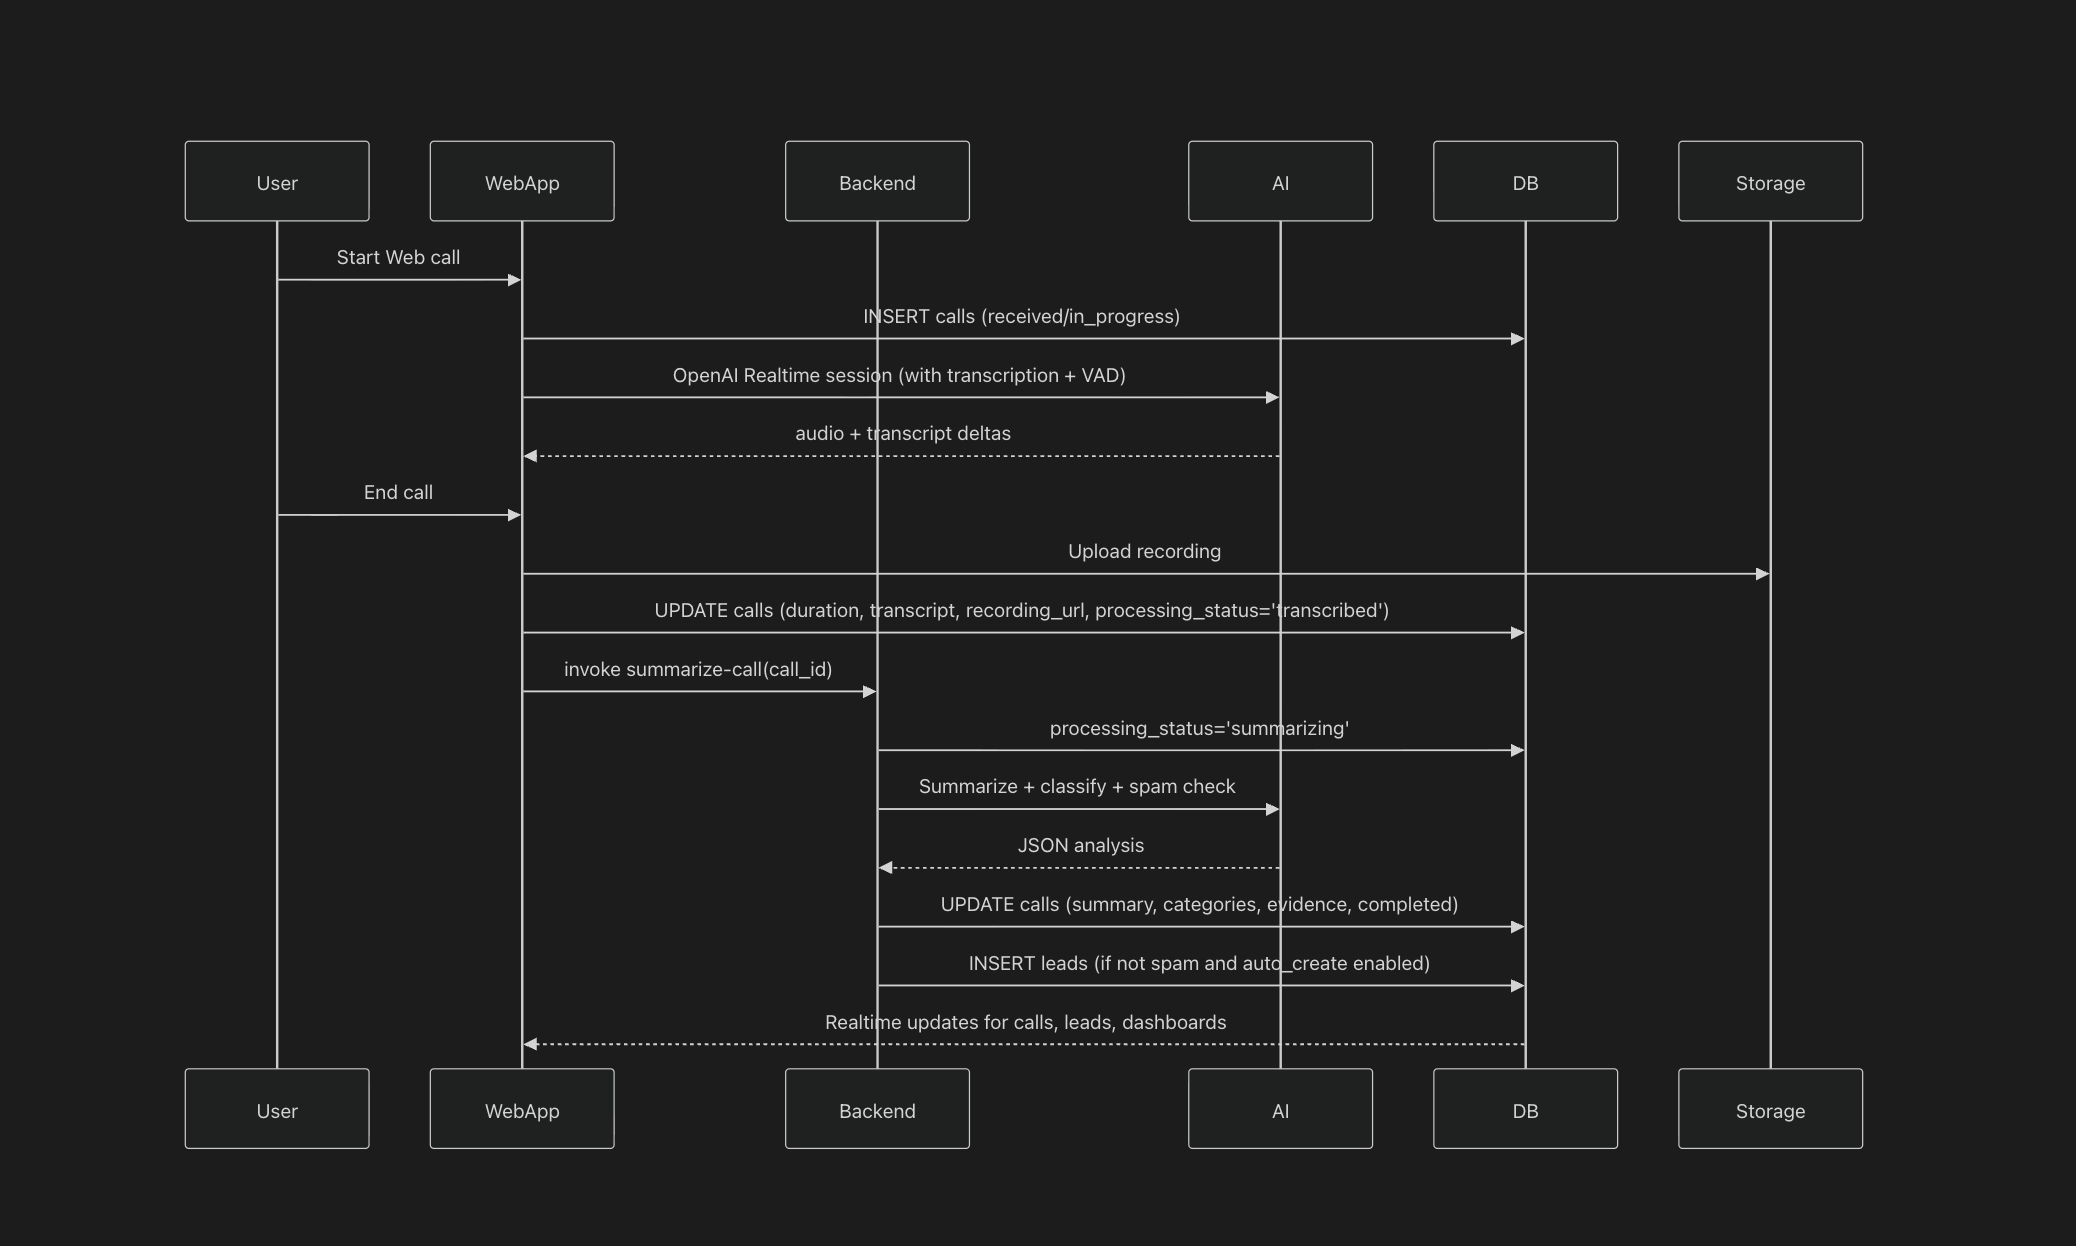 User
WebApp
Backend
AI
DB
Storage
Start Web call
INSERT calls (received/in_progress)
OpenAI Realtime session (with transcription + VAD)
audio + transcript deltas
End call
Upload recording
UPDATE calls (duration, transcript, recording_url, processing_status='transcribed')
invoke summarize-call(call_id)
processing_status='summarizing'
Summarize + classify + spam check
JSON analysis
UPDATE calls (summary, categories, evidence, completed)
INSERT leads (if not spam and auto_create enabled)
Realtime updates for calls, leads, dashboards
User
WebApp
Backend
AI
DB
Storage